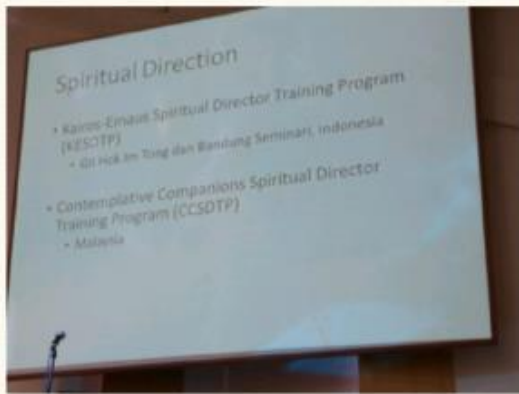 Spiritual Direction
• Kairos-Emaus Spiritual Director Training Program
(KESDTP)
• GII Hok Im Tong dan Bandung Seminari, Indonesia
• Contemplative Companions Spiritual Director
Training Program (CCSDTP)
• Malaysia